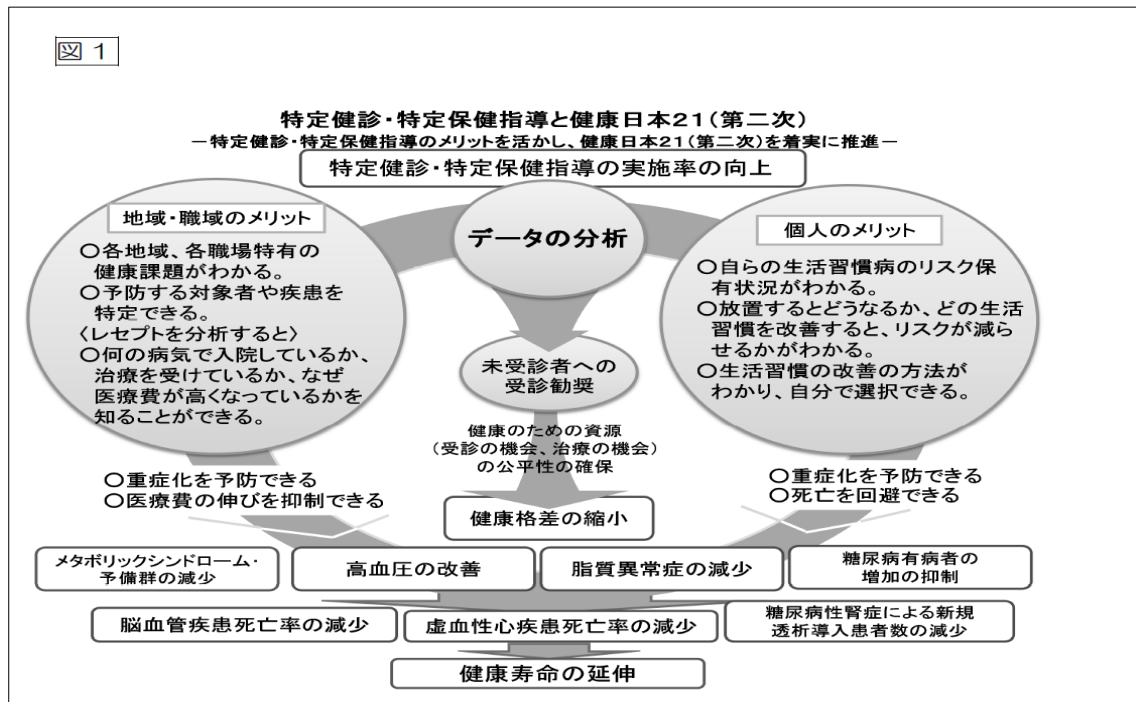 図 1
特定健診・特定保健指導と健康日本21(第二次)
－特定健診・特定保健指導のメリットを活かし、健康日本21(第二次)を着実に推進－
特定健診・特定保健指導の実施率の向上
地域・職域のメリット
○各地域、各職場特有の
健康課題がわかる。
○予防する対象者や疾患を
特定できる。
〈レセプトを分析すると〉
○何の病気で入院しているか、
治療を受けているか、なぜ
医療費が高くなっているかを
知ることができる。
○重症化を予防できる
○医療費の伸びを抑制できる
データの分析
未受診者への
受診勧奨
健康のための資源
(受診の機会、治療の機会)
の公平性の確保
健康格差の縮小
個人のメリット
○自らの生活習慣病のリスク保
有状況がわかる。
○放置するとどうなるか、どの生活
習慣を改善すると、リスクが減ら
せるかがわかる。
○生活習慣の改善の方法が
わかり、自分で選択できる。
○重症化を予防できる
○死亡を回避できる
メタボリックシンドローム・
予備群の減少
高血圧の改善
脂質異常症の減少
糖尿病有病者の
増加の抑制
脳血管疾患死亡率の減少
虚血性心疾患死亡率の減少
糖尿病性腎症による新規
透析導入患者数の減少
健康寿命の延伸